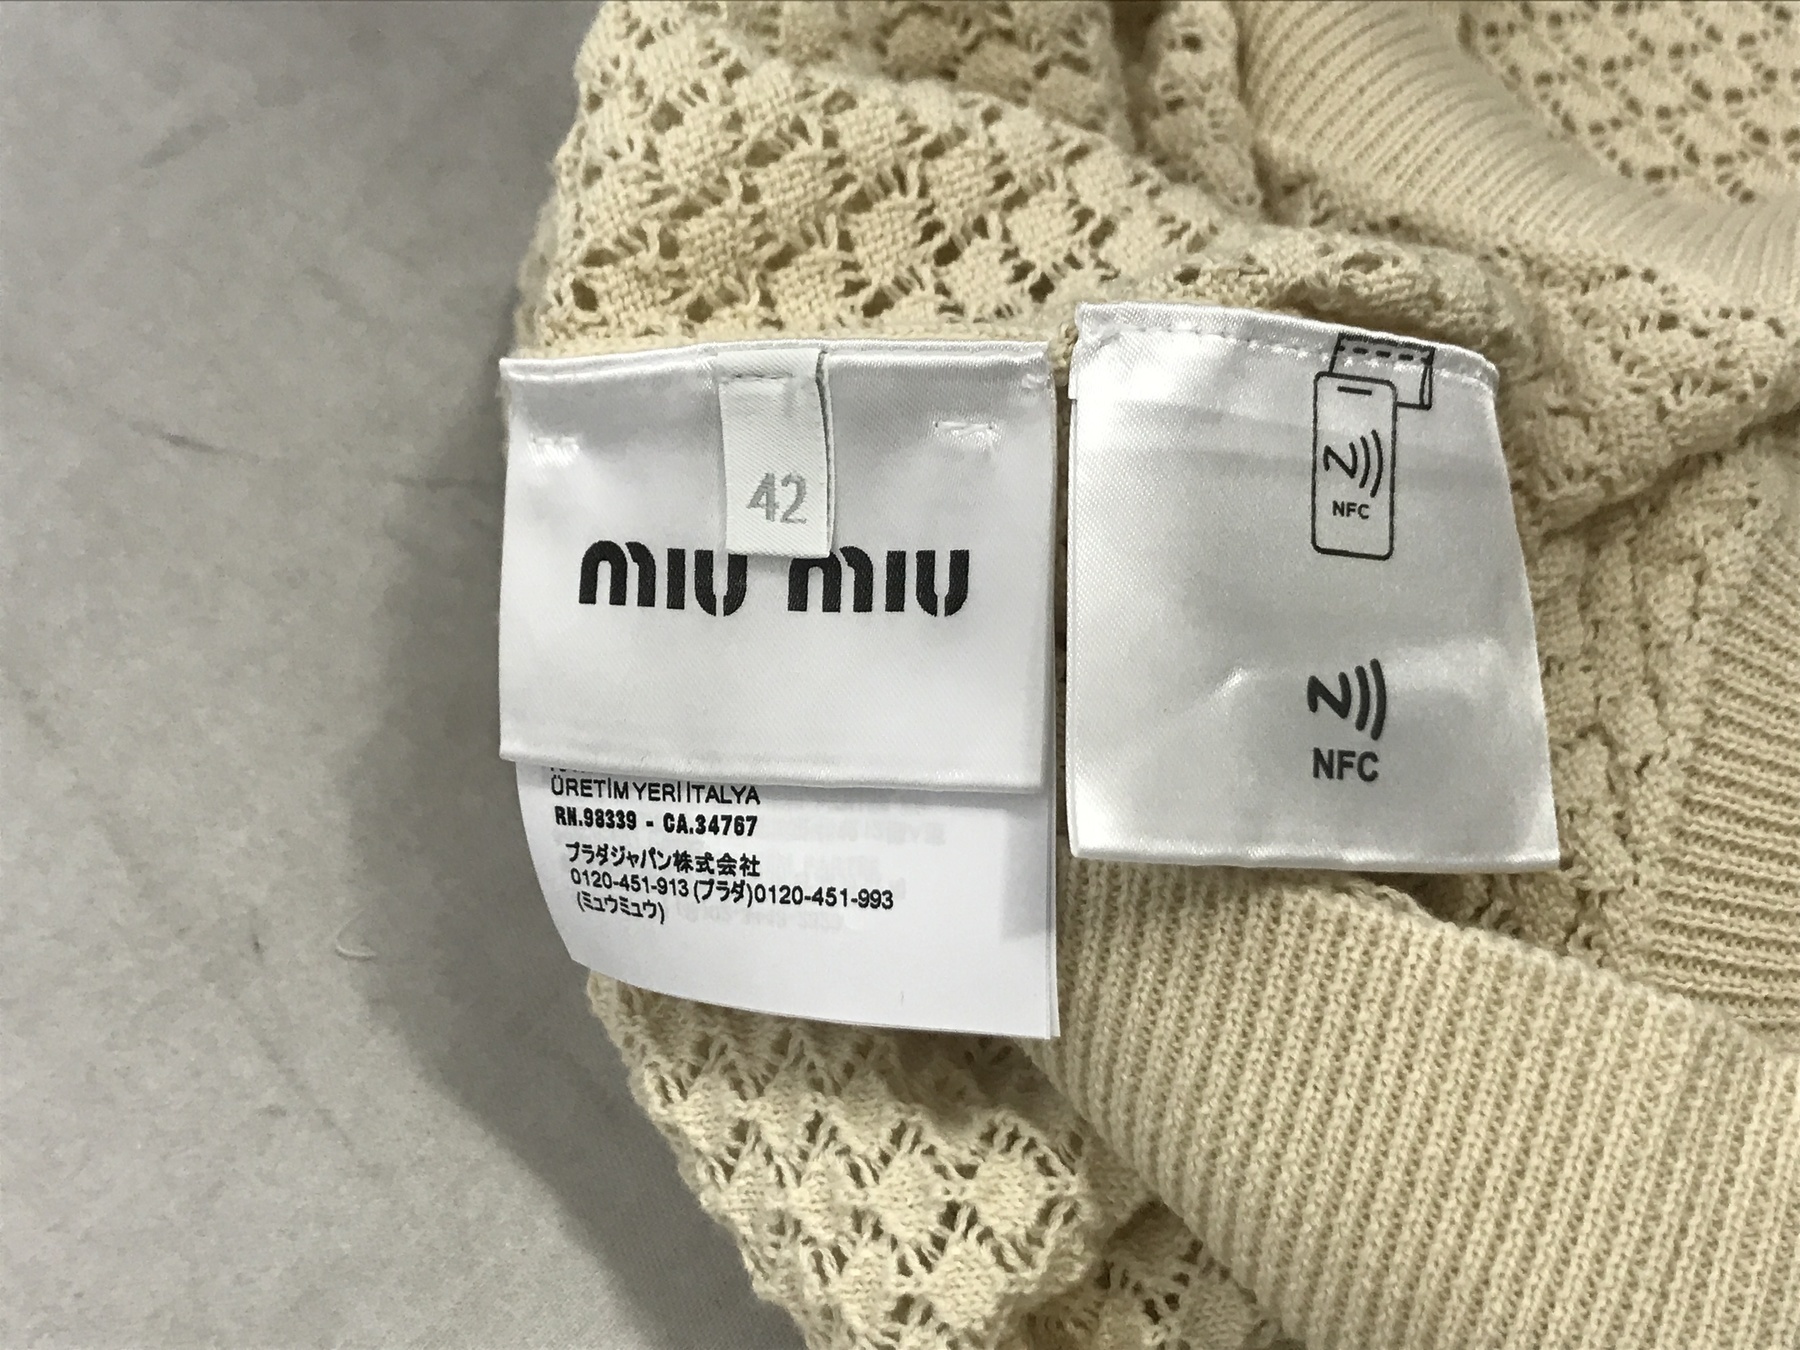 42
miu miu
ÜRETİM YERİ İTALYA
RN.98339 - CA.34767
プラダジャパン株式会社
0120-451-913 (プラダ)0120-451-993
(ミュウミュウ)
NFC
NFC